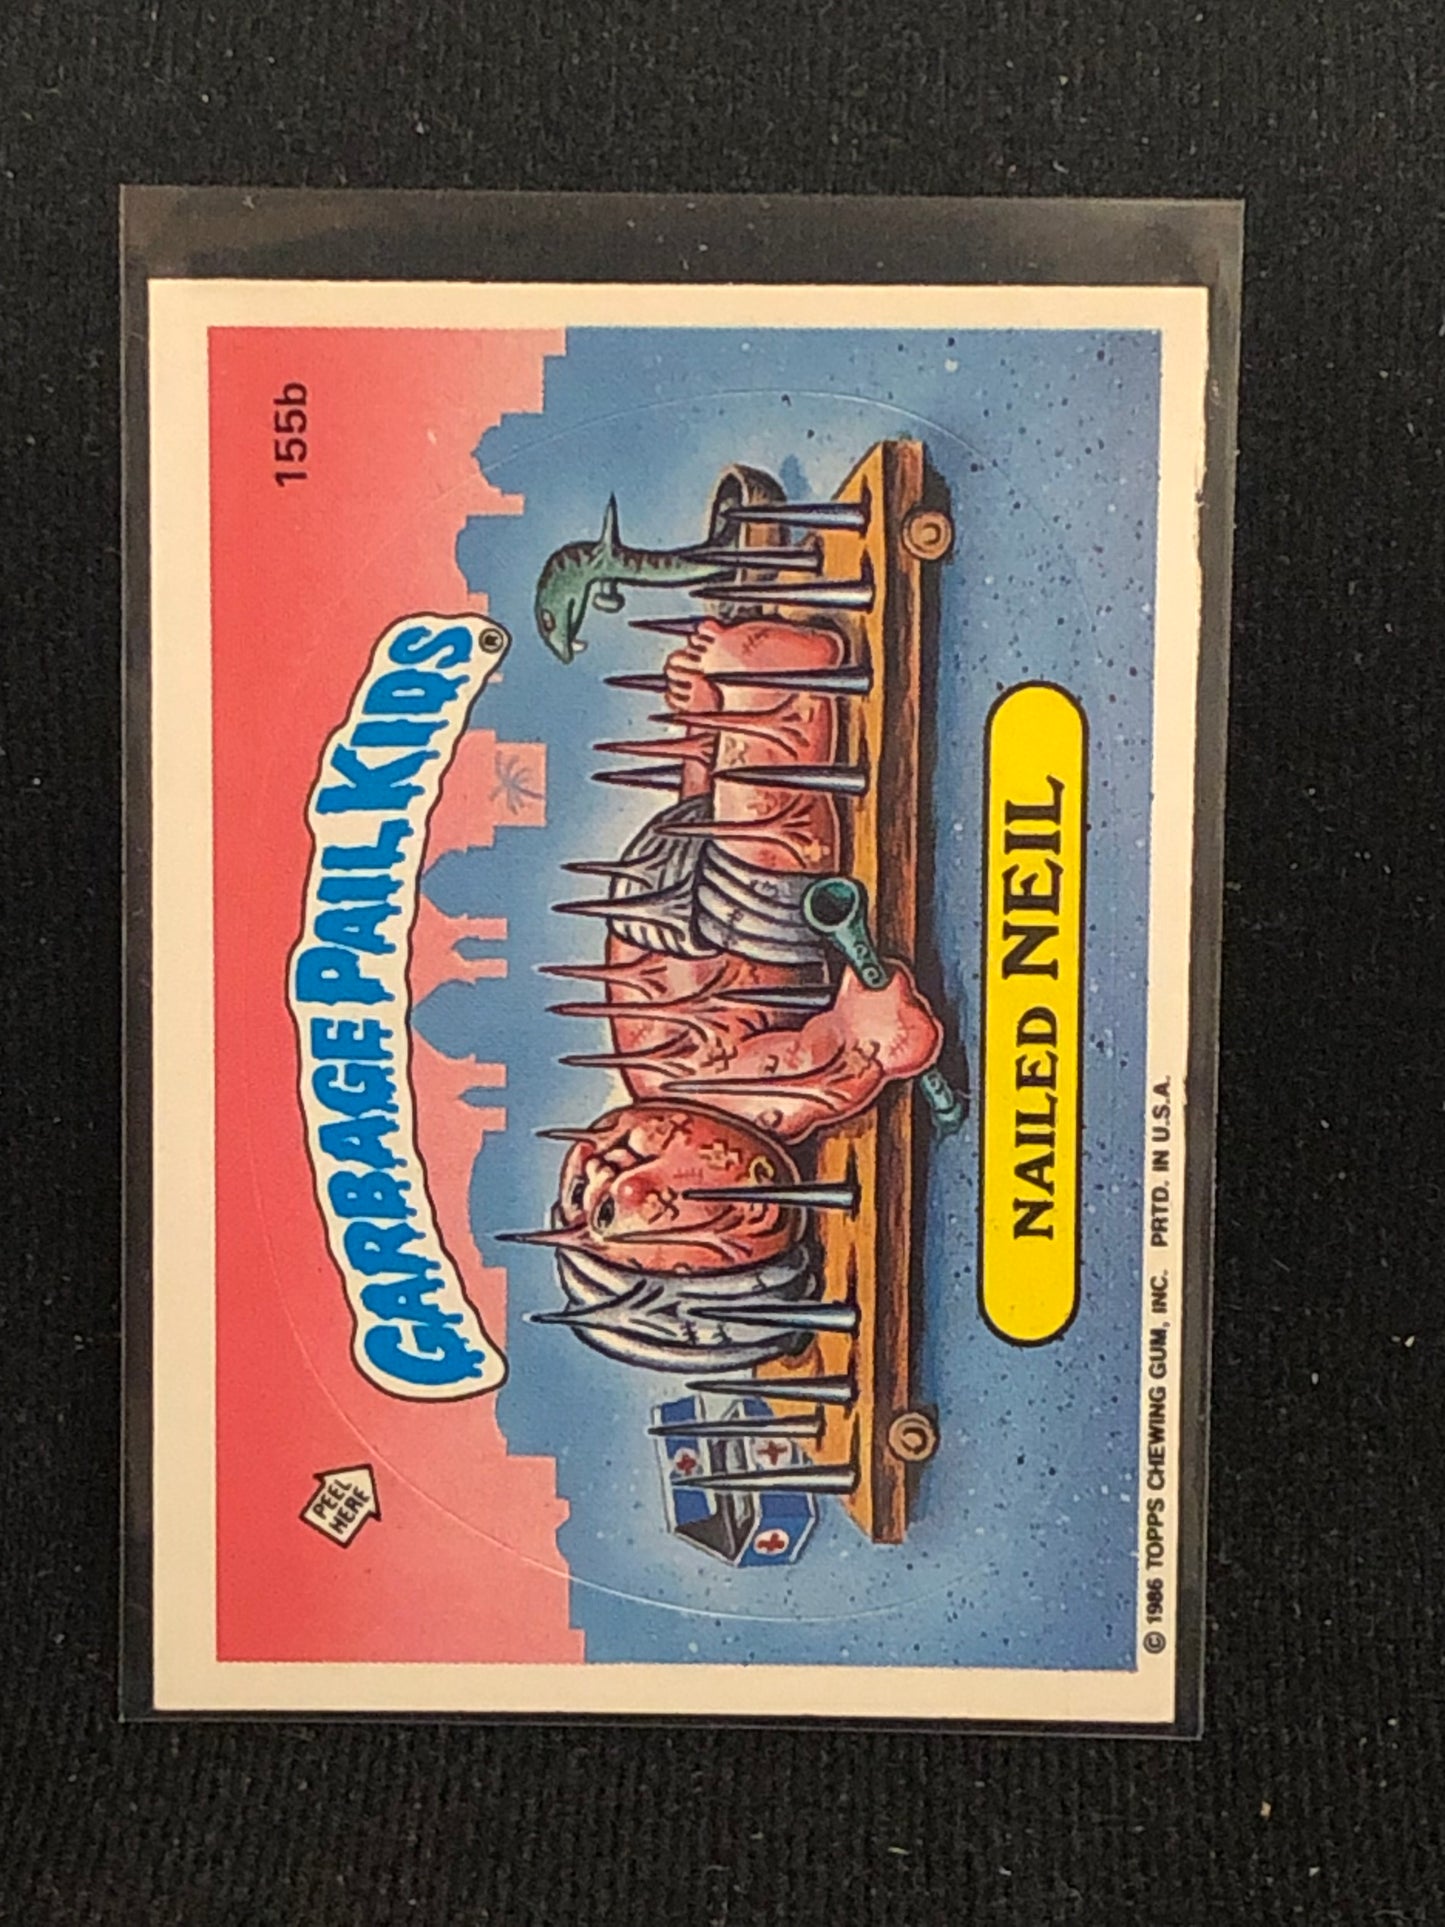 PEEL
HERE
GARBAGE PAIL KIDS®
155b
NAILED NEIL
© 1986 TOPPS CHEWING GUM, INC. PRTD. IN U.S.A.